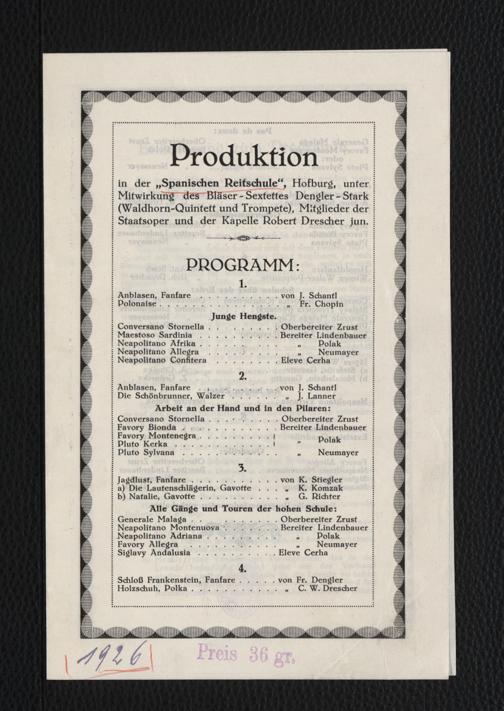 Produktion
in der „Spanischen Reitschule“, Hofburg, unter
Mitwirkung des Bläser-Sextettes Dengler-Stark
(Waldhorn-Quintett und Trompete), Mitglieder der
Staatsoper und der Kapelle Robert Drescher jun.
PROGRAMM:
1.
Anblasen, Fanfare . . . . . . . . . . von J. Schantl
Polonaise . . . . . . . . . . . . . . „ Fr. Chopin
Junge Hengste.
Conversano Stornella . . . . . . . . . Oberbereiter Zrust
Maestoso Sardinia . . . . . . . . . . Bereiter Lindenbauer
Neapolitano Afrika . . . . . . . . . . „ Polak
Neapolitano Allegra . . . . . . . . . „ Neumayer
Neapolitano Confitera . . . . . . . . Eleve Cerha
2.
Anblasen, Fanfare . . . . . . . . . . von J. Schantl
Die Schönbrunner, Walzer . . . . . . . „ J. Lanner
Arbeit an der Hand und in den Pilaren:
Conversano Stornella . . . . . . . . . Oberbereiter Zrust
Favory Bionda . . . . . . . . . . . . Bereiter Lindenbauer
Favory Montenegra . . . . . . . . . .
Pluto Kerka . . . . . . . . . . . . . „ Polak
Pluto Sylvana . . . . . . . . . . . . „ Neumayer
3.
Jagdlust, Fanfare . . . . . . . . . . von K. Stiegler
a) Die Lautenschlägerin, Gavotte . . . . „ K. Komzak
b) Natalie, Gavotte . . . . . . . . . „ G. Richter
Alle Gänge und Touren der hohen Schule:
Generale Malaga . . . . . . . . . . . Oberbereiter Zrust
Neapolitano Montenuova . . . . . . . . Bereiter Lindenbauer
Neapolitano Adriana . . . . . . . . . „ Polak
Favory Allegra . . . . . . . . . . . . „ Neumayer
Siglavy Andalusia . . . . . . . . . . Eleve Cerha
4.
Schloß Frankenstein, Fanfare . . . . . von Fr. Dengler
Holzschuh, Polka . . . . . . . . . . . „ C. W. Drescher
1926
Preis 36 gr.